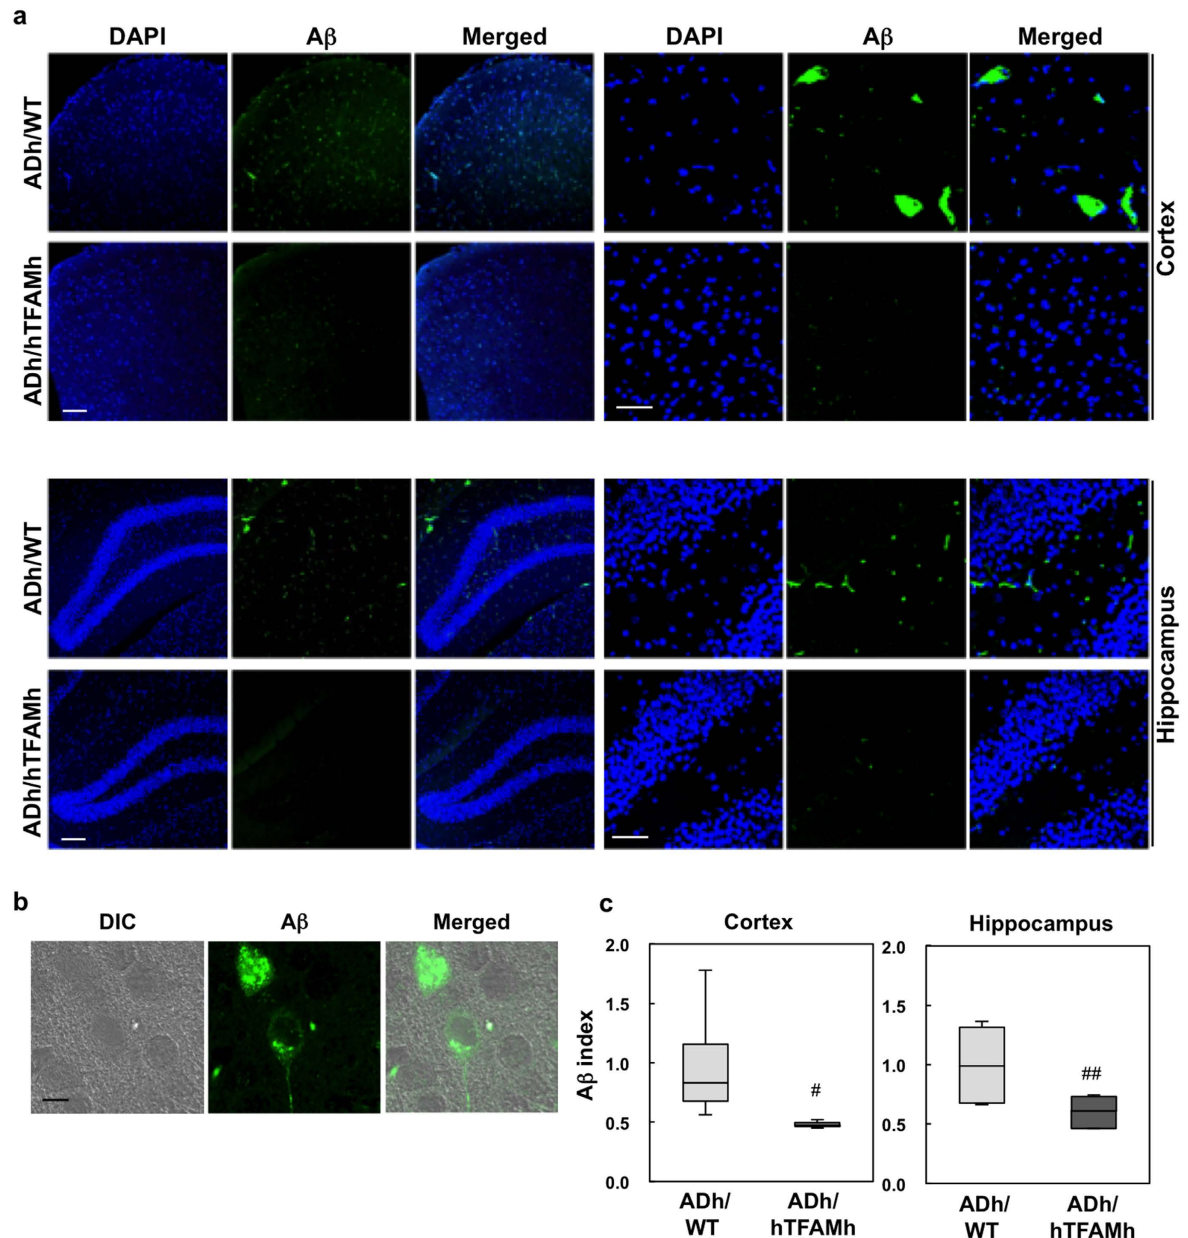 a
DAPI Aβ Merged DAPI Aβ Merged
ADh/WT
ADh/hTFAMh
Cortex
ADh/WT
ADh/hTFAMh
Hippocampus
b
DIC Aβ Merged
c
Cortex
Aβ index
2.0
1.5
1.0
0.5
0.0
#
ADh/ ADh/
WT hTFAMh
Hippocampus
2.0
1.5
1.0
0.5
0.0
##
ADh/ ADh/
WT hTFAMh